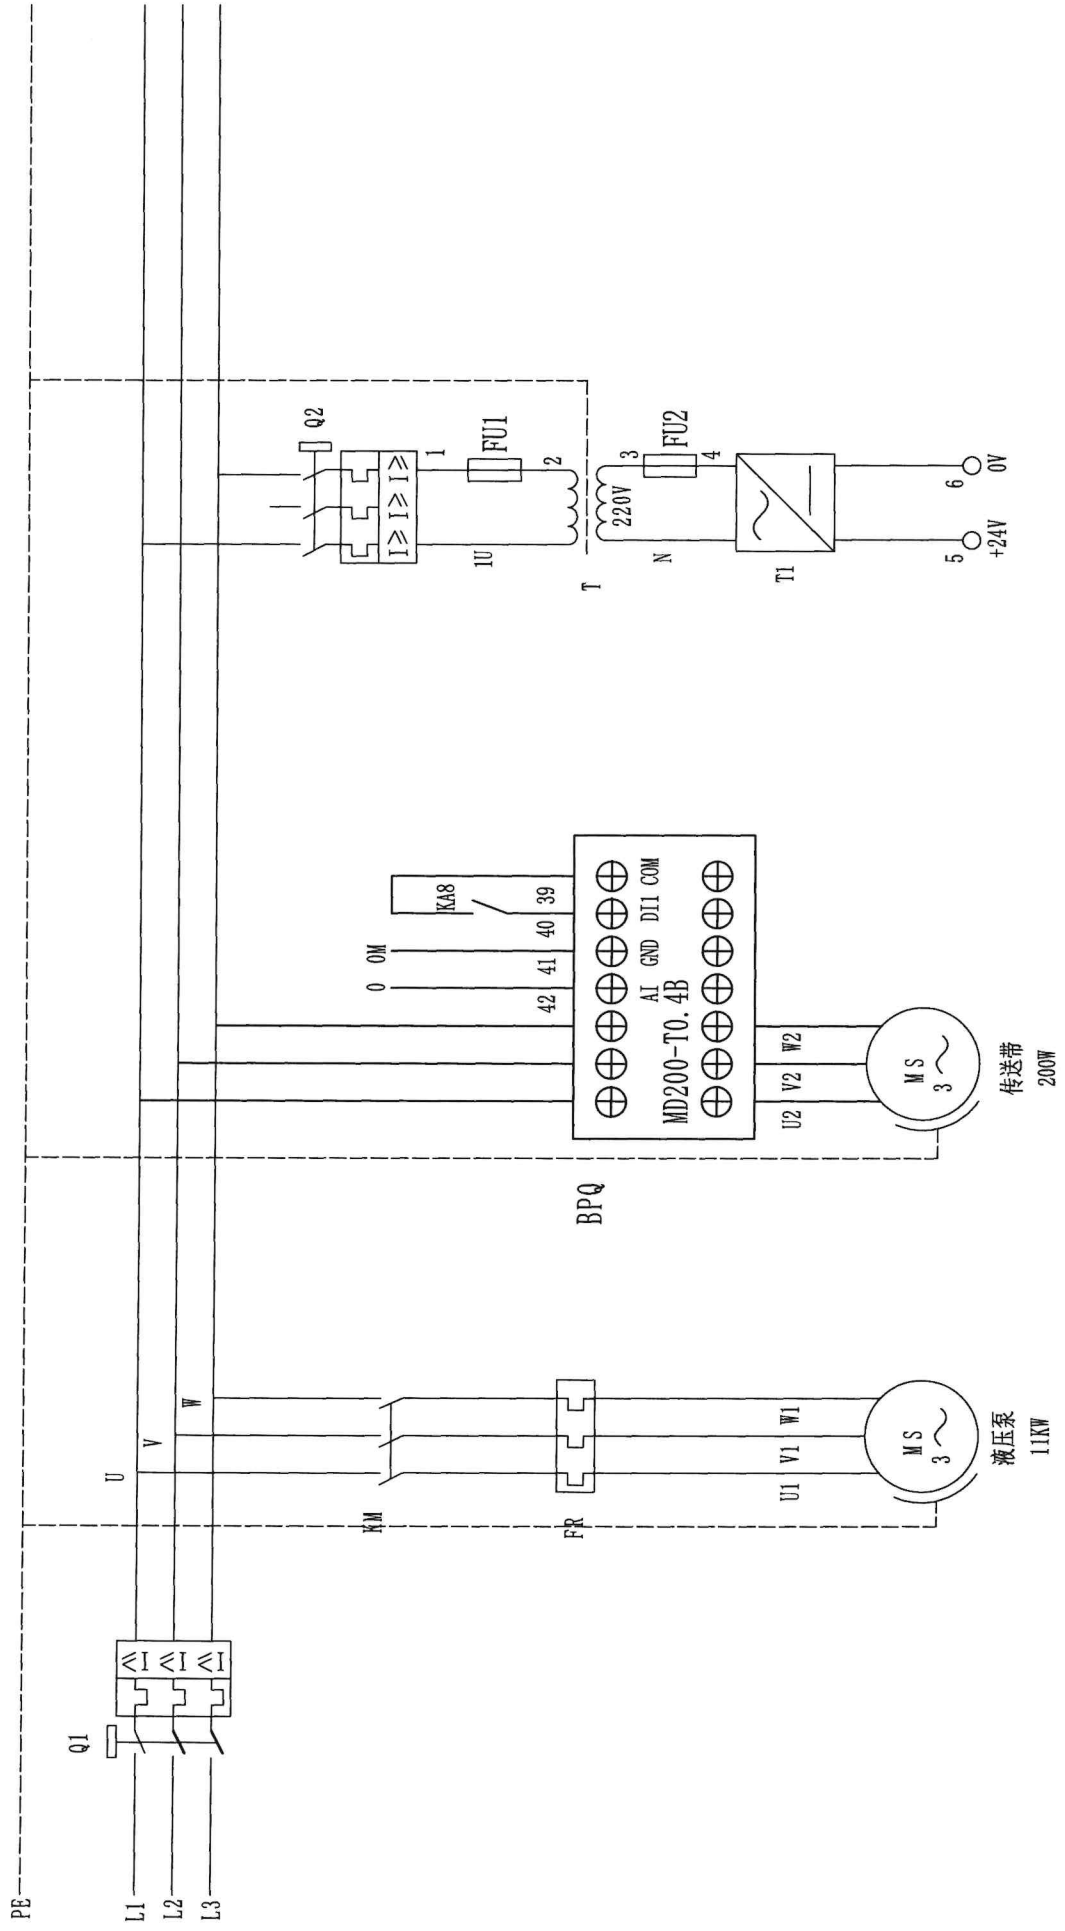 PE
L1
L2
L3
Q1
I≥ I≥ I≥
U
V
W
KM
FR
U1 V1 W1
MS
3
液压泵
11KW
BPQ
0 0M
KA8
42 41 40 39
AI GND DI1 COM
MD200-T0.4B
U2 V2 W2
MS
3
传送带
200W
Q2
I≥ I≥ I≥
1
1U
FU1
2
T
220V
3
FU2
4
N
T1
5 6
+24V 0V